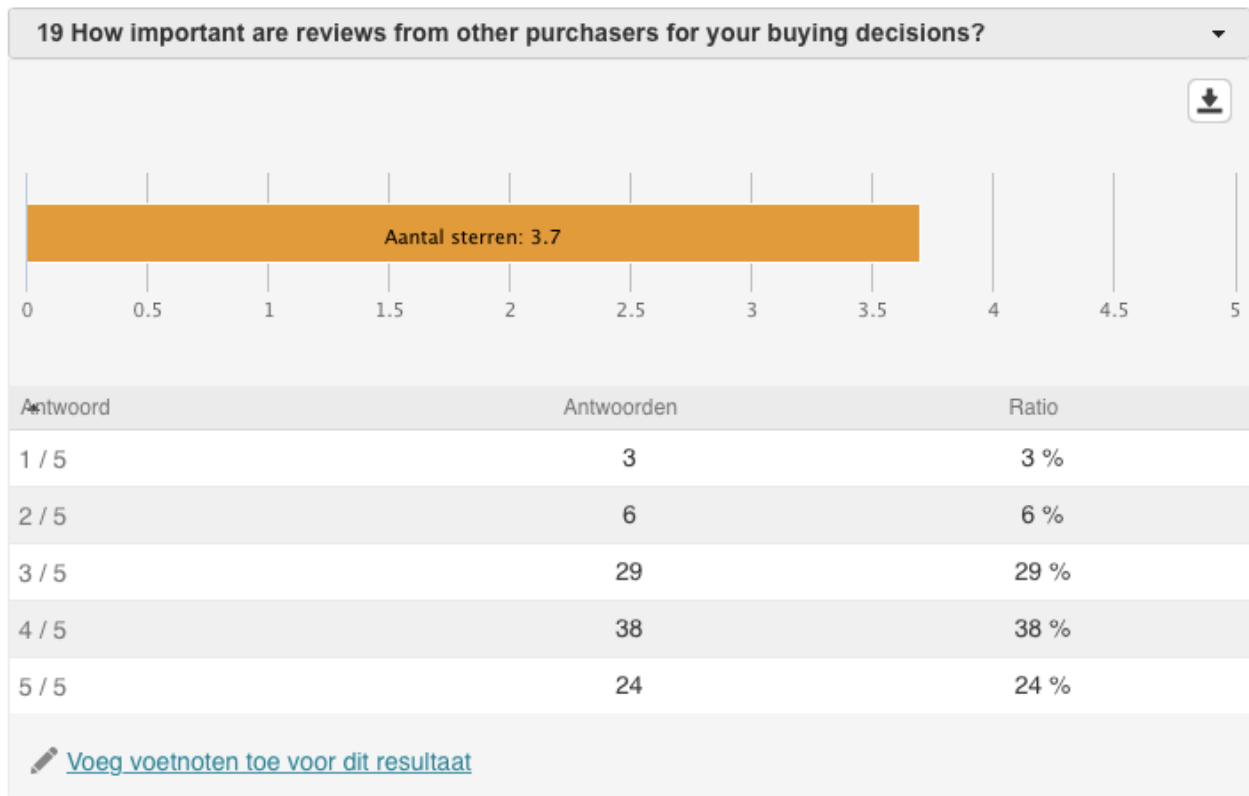 19 How important are reviews from other purchasers for your buying decisions?
Aantal sterren: 3.7
0 0.5 1 1.5 2 2.5 3 3.5 4 4.5 5
Antwoord Antwoorden Ratio
1 / 5 3 3 %
2 / 5 6 6 %
3 / 5 29 29 %
4 / 5 38 38 %
5 / 5 24 24 %
Voeg voetnoten toe voor dit resultaat